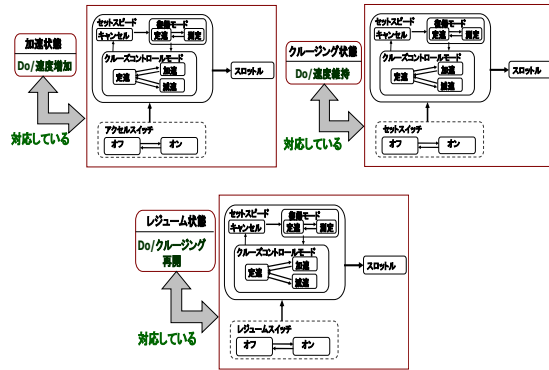 加速状態
Do/速度増加
対応している
セットスピード
キャンセル
復帰モード
定速
測定
クルーズコントロールモード
定速
加速
減速
スロットル
アクセルスイッチ
オフ
オン
クルージング状態
Do/速度維持
対応している
セットスピード
キャンセル
復帰モード
定速
測定
クルーズコントロールモード
定速
加速
減速
スロットル
セットスイッチ
オフ
オン
レジューム状態
Do/クルージング
再開
対応している
セットスピード
キャンセル
定速
測定
クルーズコントロールモード
定速
加速
減速
スロットル
レジュームスイッチ
オフ
オン